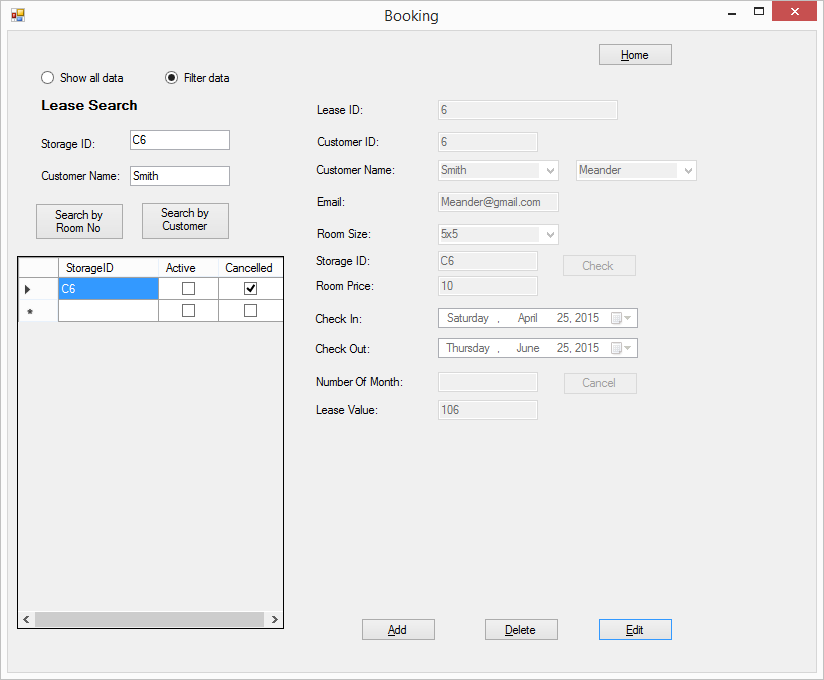 Booking
Home
Show all data
Filter data
Lease Search
Storage ID: C6
Customer Name: Smith
Search by
Room No
Search by
Customer
StorageID Active Cancelled
C6
Lease ID: 6
Customer ID: 6
Customer Name: Smith Meander
Email: Meander@gmail.com
Room Size: 5x5
Storage ID: C6 Check
Room Price: 10
Check In: Saturday , April 25, 2015
Check Out: Thursday , June 25, 2015
Number Of Month: Cancel
Lease Value: 106
Add Delete Edit